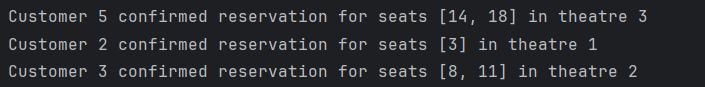 Customer 5 confirmed reservation for seats [14, 18] in theatre 3
Customer 2 confirmed reservation for seats [3] in theatre 1
Customer 3 confirmed reservation for seats [8, 11] in theatre 2